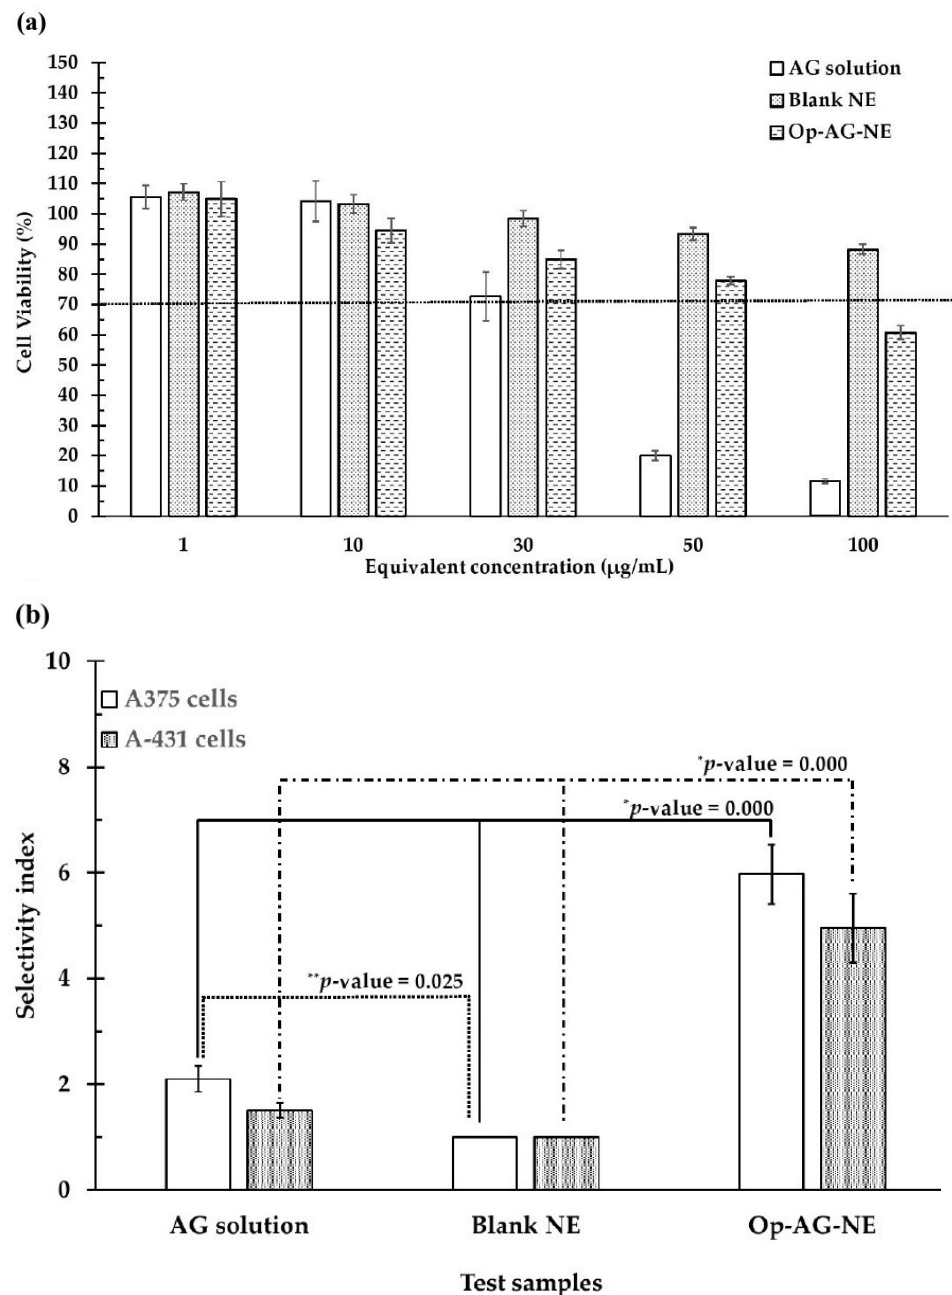 (a)
150
140
130
120
110
100
90
80
70
60
50
40
30
20
10
0
Cell Viability (%)
AG solution
Blank NE
Op-AG-NE
1 10 30 50 100
Equivalent concentration (μg/mL)
(b)
10
8
6
4
2
0
Selectivity index
A375 cells
A-431 cells
*p-value = 0.000
*p-value = 0.000
**p-value = 0.025
AG solution Blank NE Op-AG-NE
Test samples